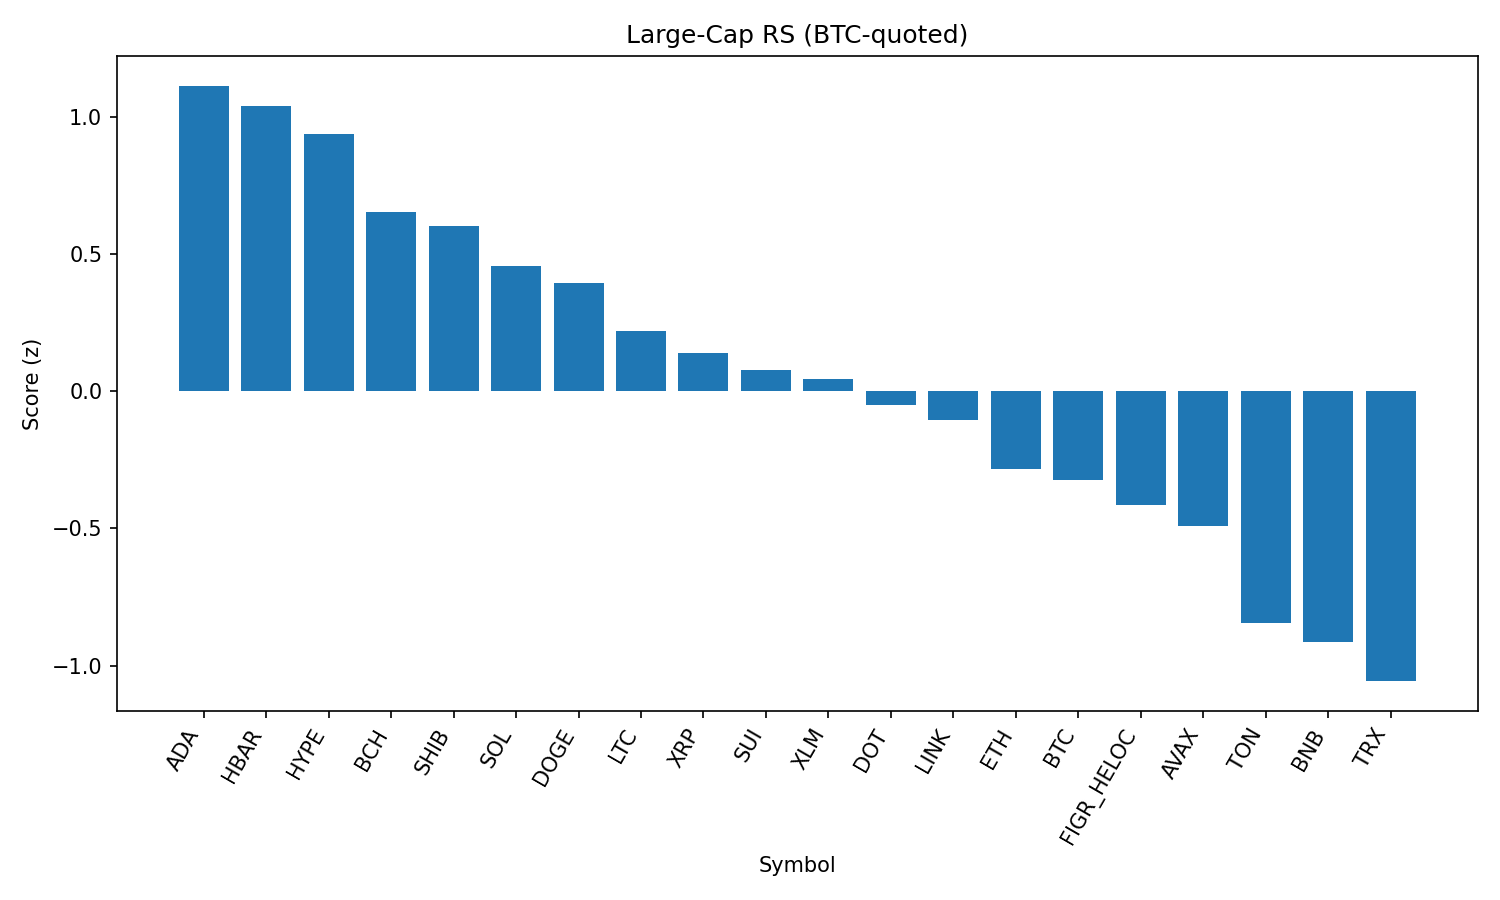 Large-Cap RS (BTC-quoted)
Score (z)
1.0
0.5
0.0
−0.5
−1.0
ADA
HBAR
HYPE
BCH
SHIB
SOL
DOGE
LTC
XRP
SUI
XLM
DOT
LINK
ETH
BTC
FIGR_HELOC
AVAX
TON
BNB
TRX
Symbol